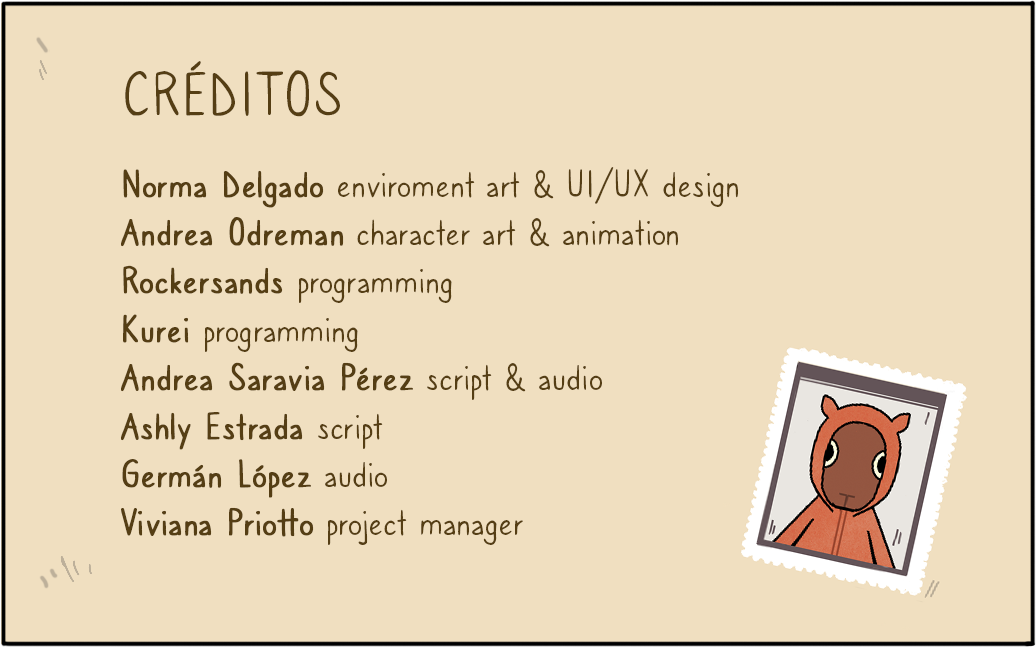 CRÉDITOS
Norma Delgado enviroment art & UI/UX design
Andrea Odreman character art & animation
Rockersands programming
Kurei programming
Andrea Saravia Pérez script & audio
Ashly Estrada script
Germán López audio
Viviana Priotto project manager